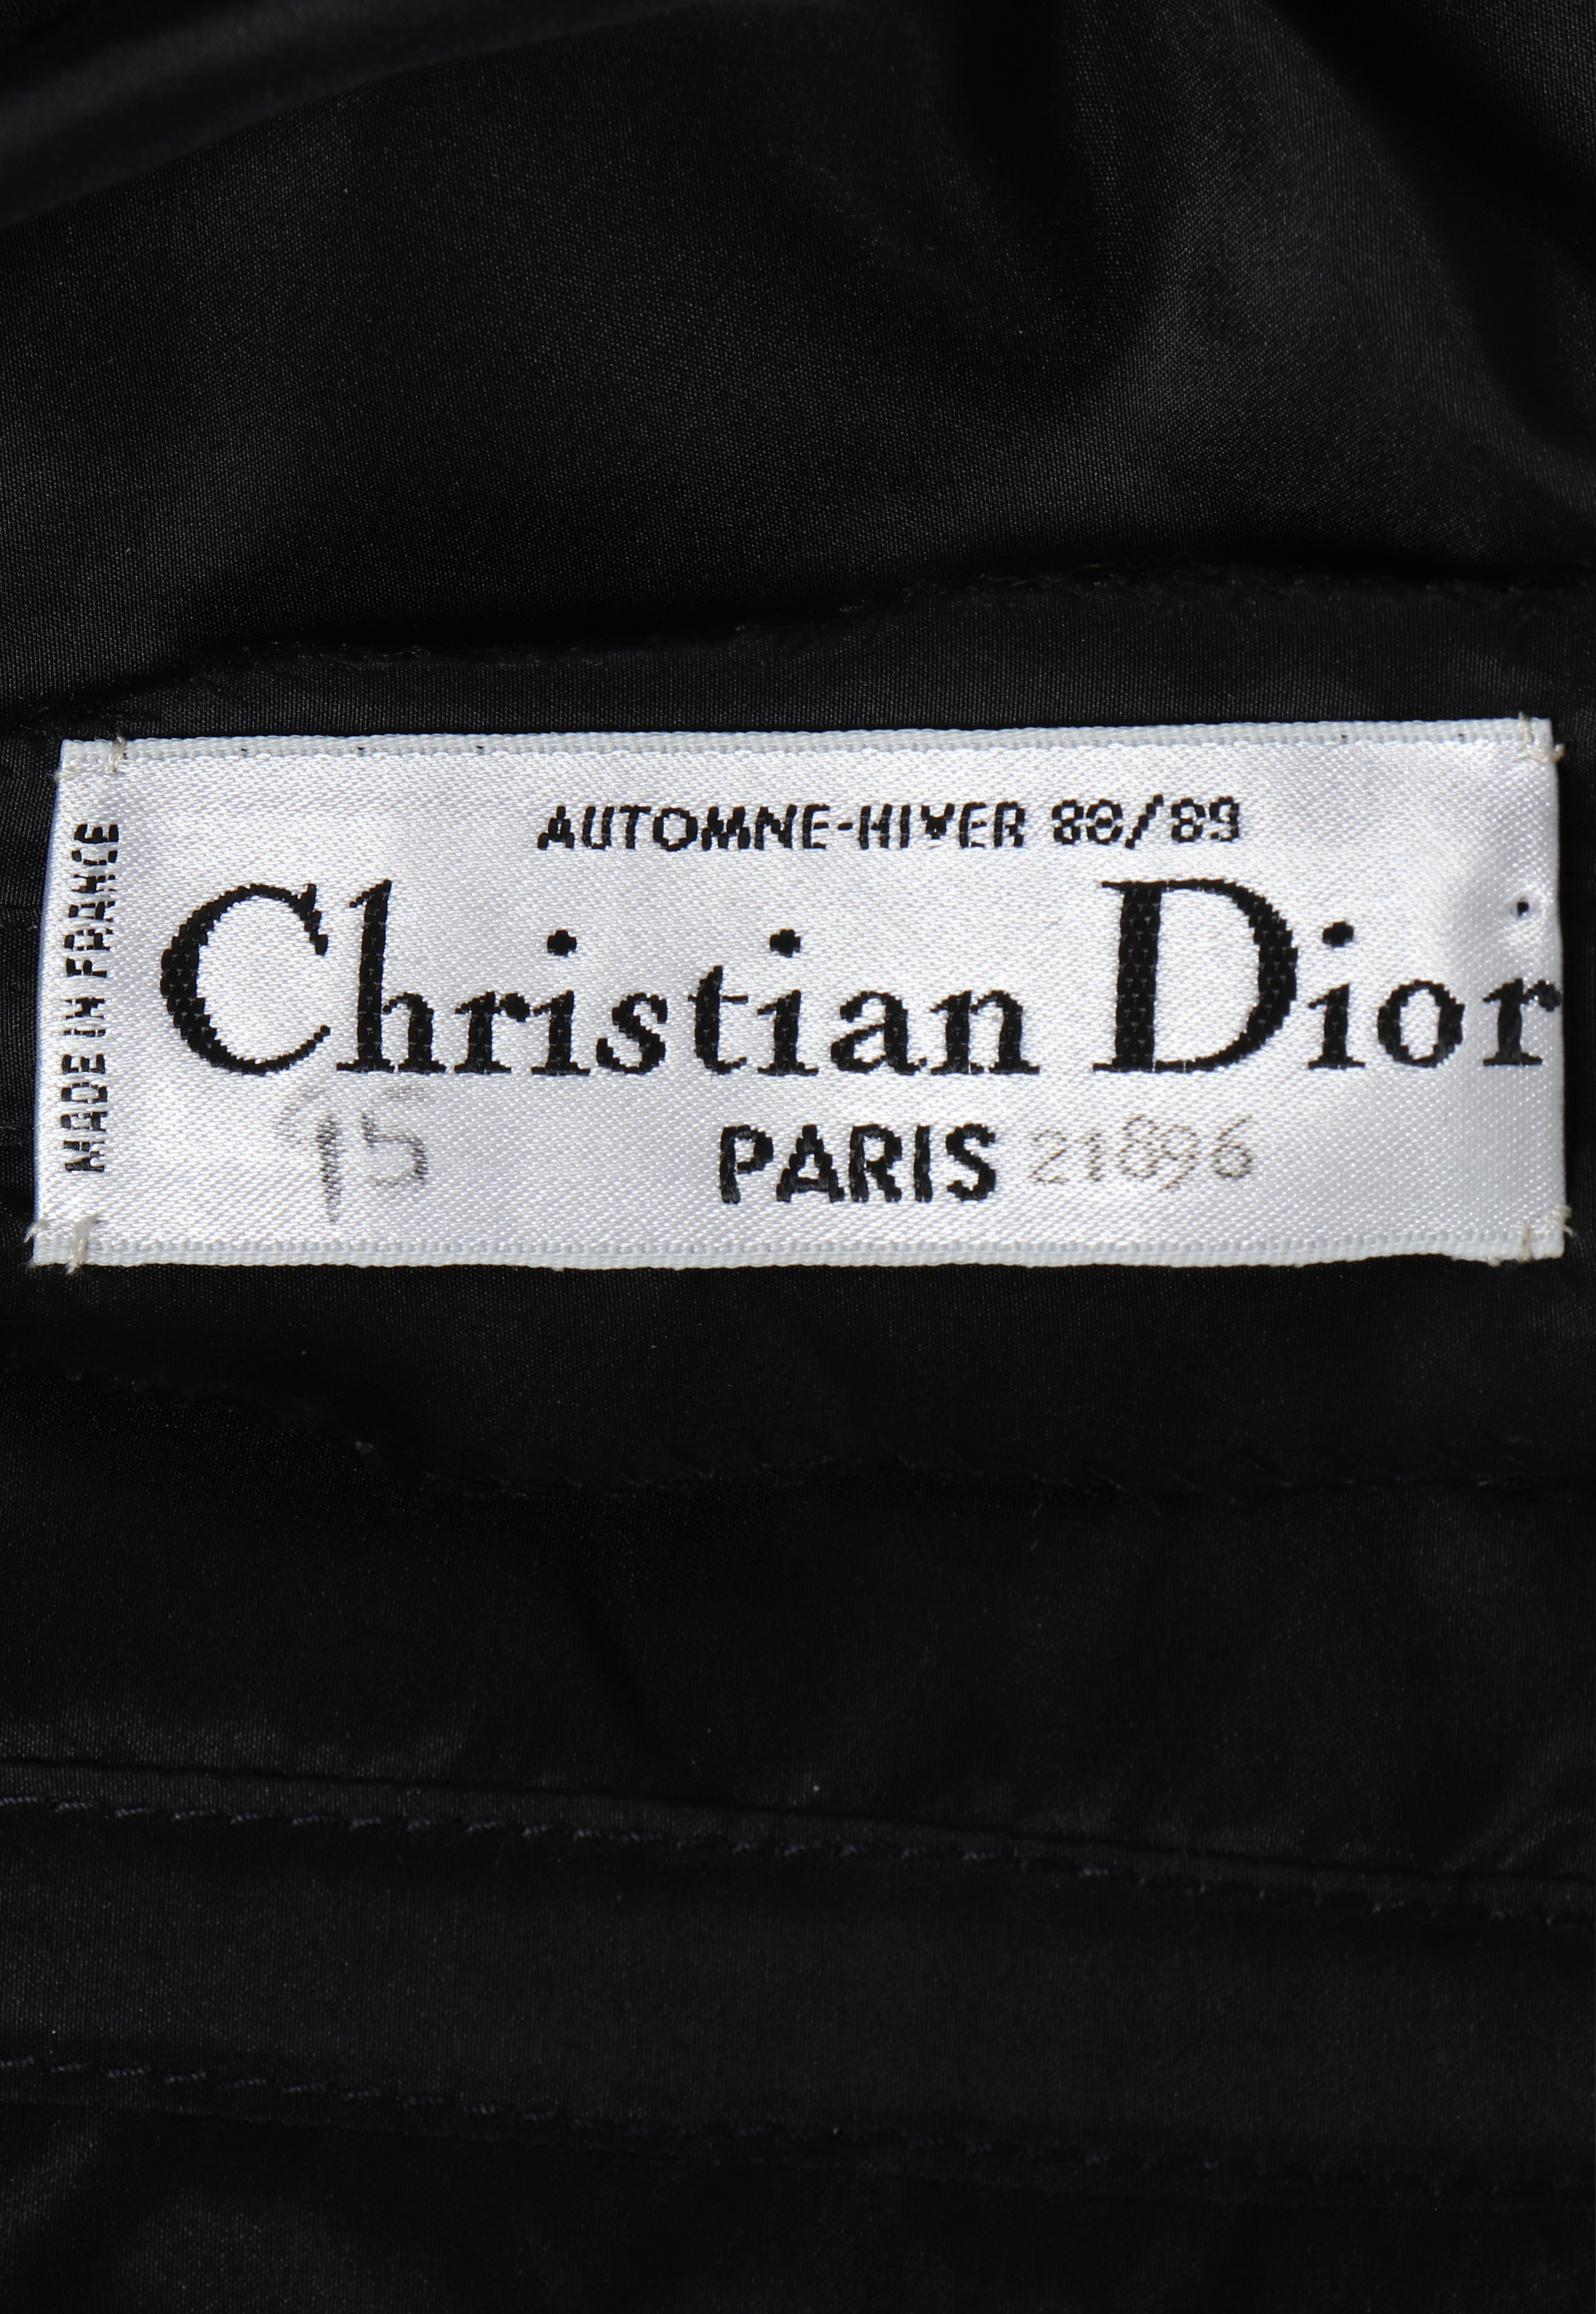 AUTOMNE-HIVER 88/89
Christian Dior
PARIS 21896
95
MADE IN FRANCE